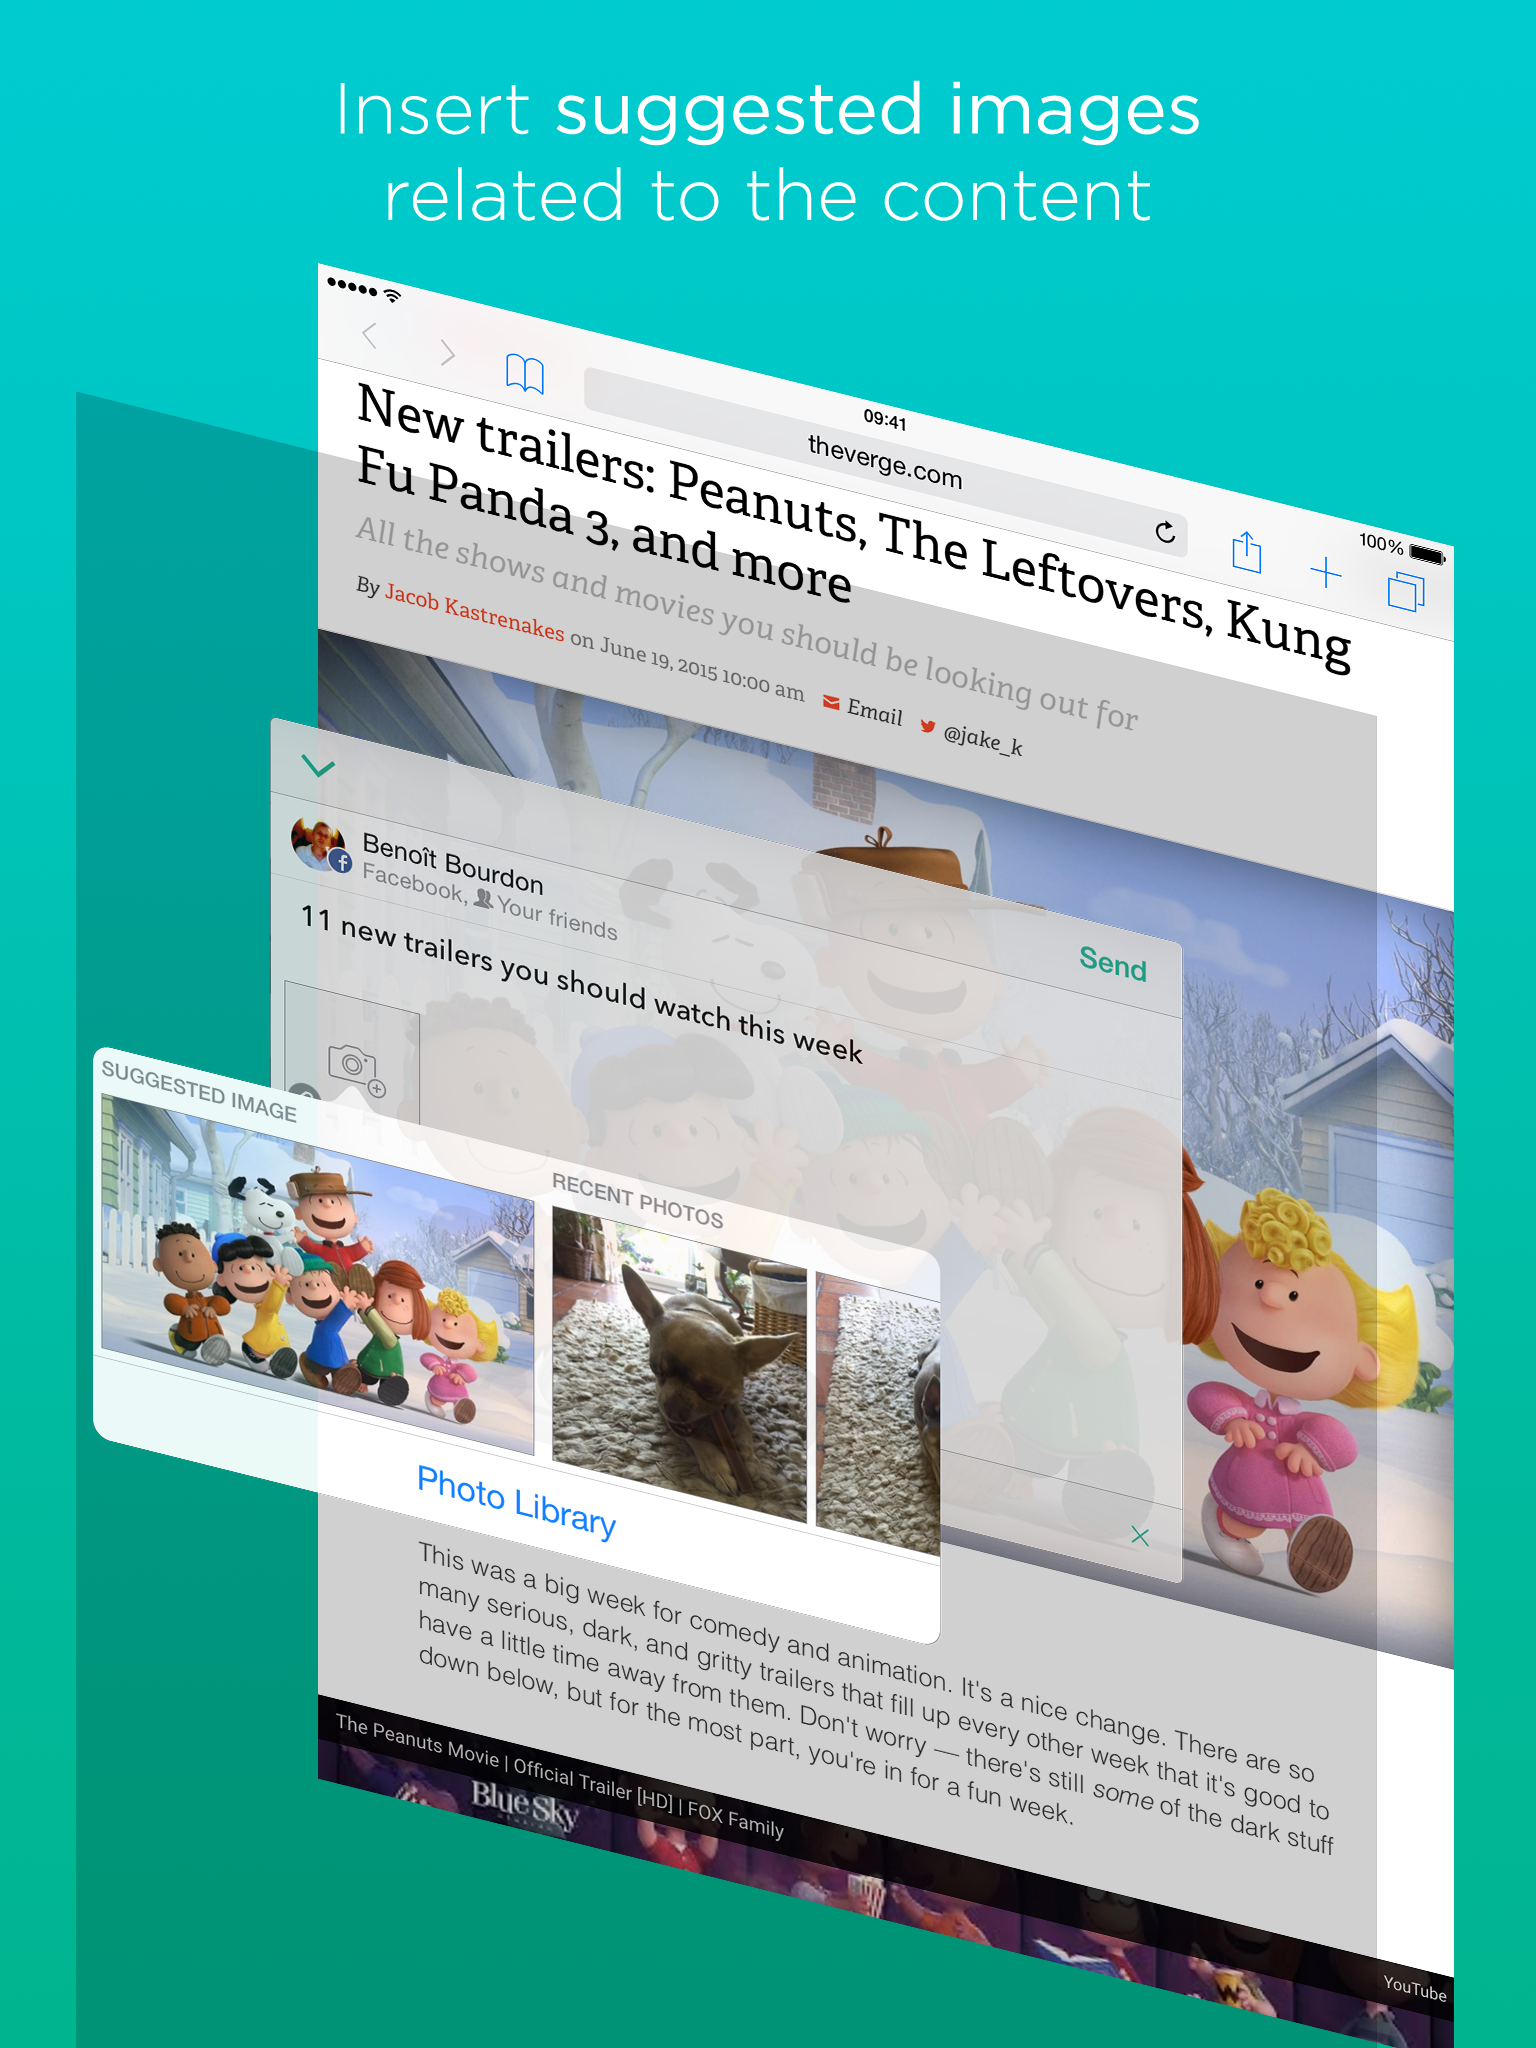 Insert suggested images
related to the content
09:41
theverge.com
100%
New trailers: Peanuts, The Leftovers, Kung
Fu Panda 3, and more
All the shows and movies you should be looking out for
By Jacob Kastrenakes on June 19, 2015 10:00 am Email @jake_k
Benoît Bourdon
Facebook, Your friends
Send
11 new trailers you should watch this week
SUGGESTED IMAGE
RECENT PHOTOS
Photo Library
This was a big week for comedy and animation. It's a nice change. There are so
many serious, dark, and gritty trailers that fill up every other week that it's good to
have a little time away from them. Don't worry — there's still some of the dark stuff
down below, but for the most part, you're in for a fun week.
The Peanuts Movie | Official Trailer [HD] | FOX Family
BlueSky
YouTube